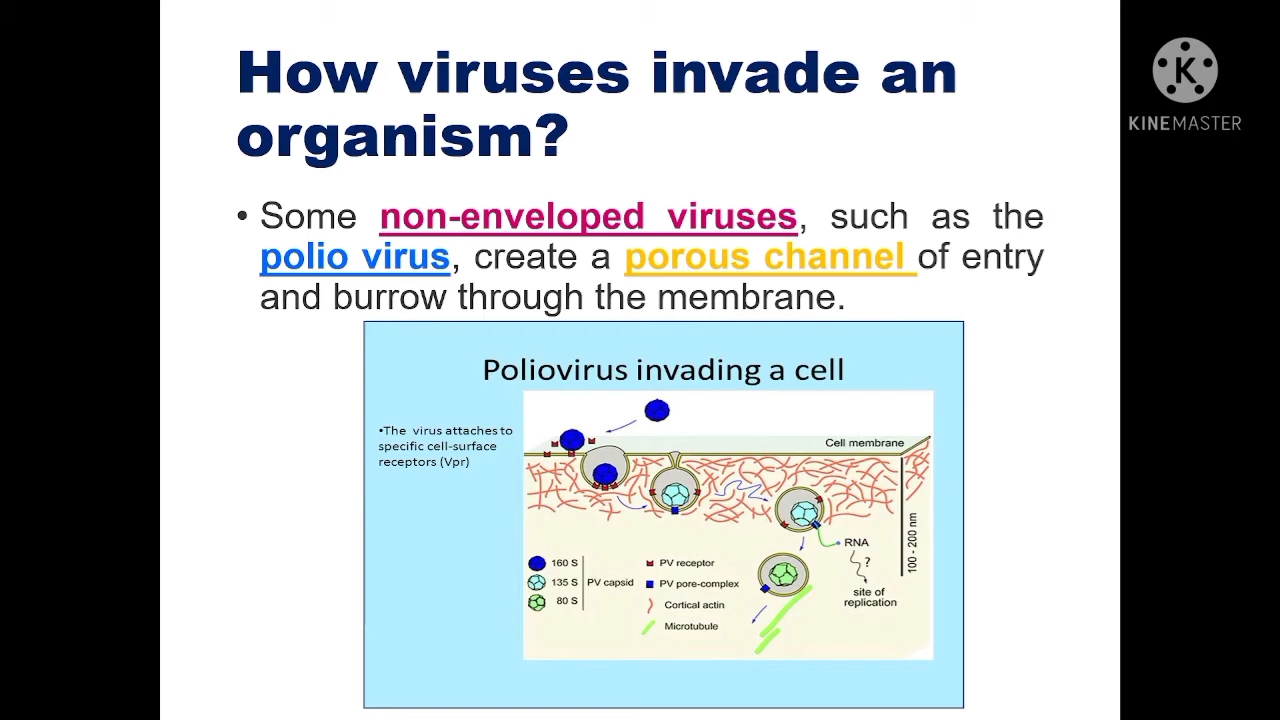 How viruses invade an
organism?
• Some non-enveloped viruses, such as the
polio virus, create a porous channel of entry
and burrow through the membrane.
Poliovirus invading a cell
•The virus attaches to
specific cell-surface
receptors (Vpr)
Cell membrane
100 - 200 nm
RNA
?
site of
replication
160 S
135 S
80 S
PV capsid
PV receptor
PV pore-complex
Cortical actin
Microtubule
K
KINEMASTER